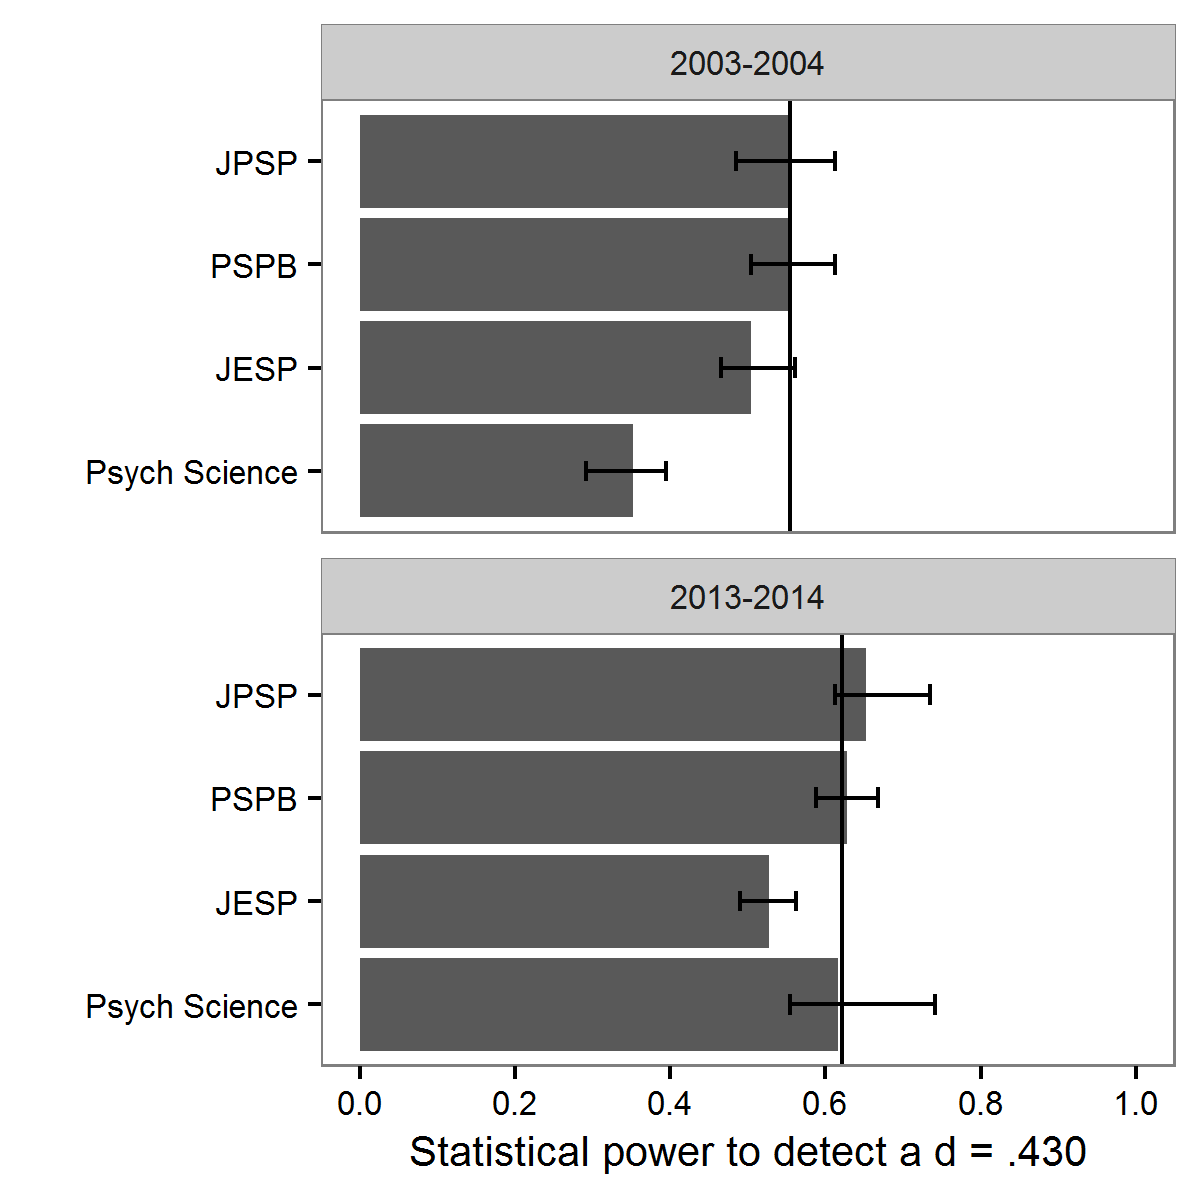 2003-2004
JPSP
PSPB
JESP
Psych Science
2013-2014
JPSP
PSPB
JESP
Psych Science
0.0 0.2 0.4 0.6 0.8 1.0
Statistical power to detect a d = .430